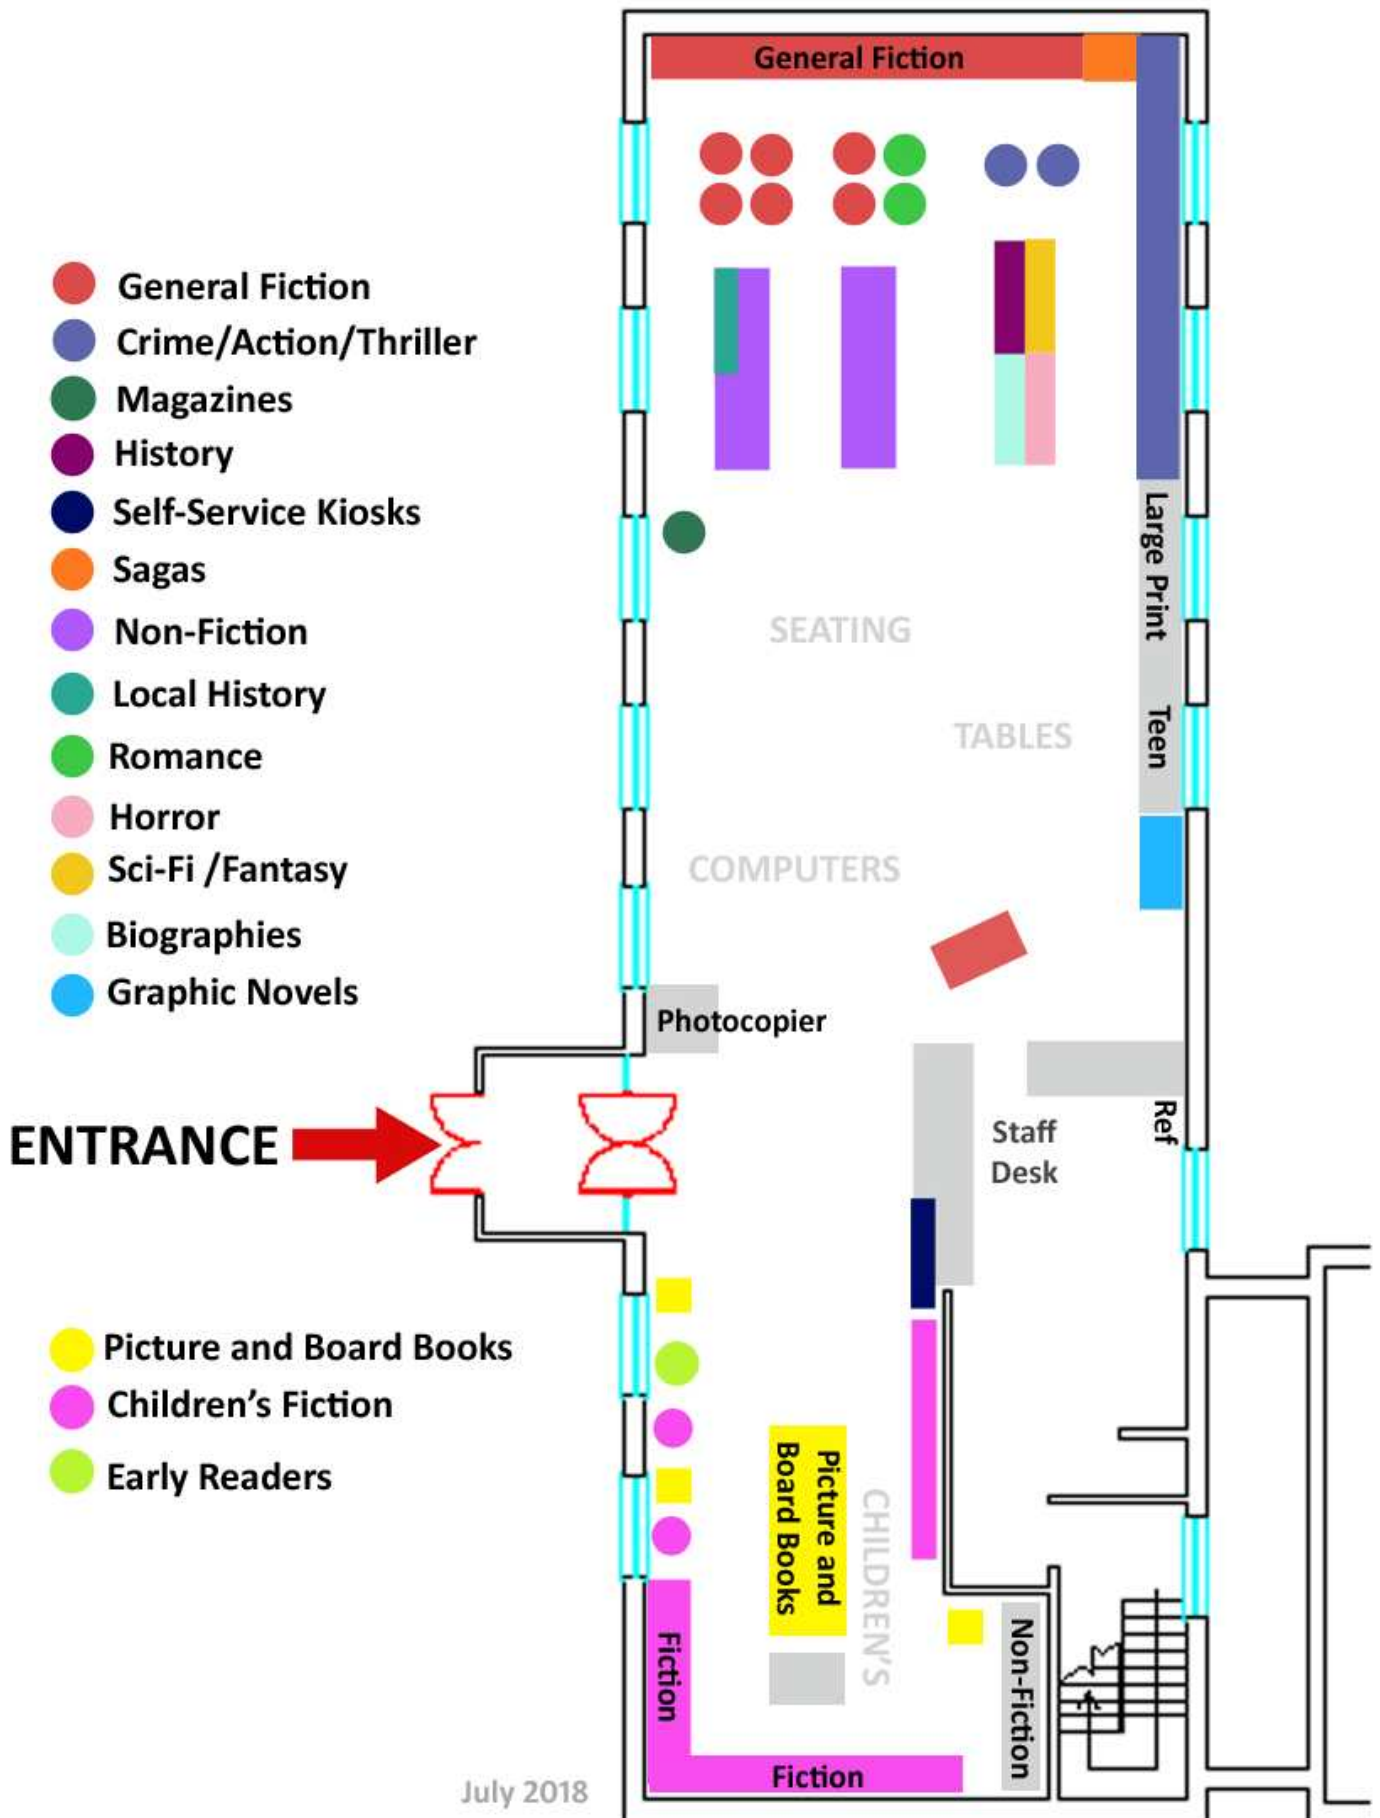 General Fiction
General Fiction
Crime/Action/Thriller
Magazines
History
Self-Service Kiosks
Sagas
Non-Fiction
Local History
Romance
Horror
Sci-Fi /Fantasy
Biographies
Graphic Novels
Large Print
SEATING
Teen
TABLES
COMPUTERS
Photocopier
ENTRANCE
Staff
Desk
Ref
Picture and Board Books
Children's Fiction
Early Readers
Picture and
Board Books
CHILDREN'S
Fiction
Non-Fiction
Fiction
July 2018